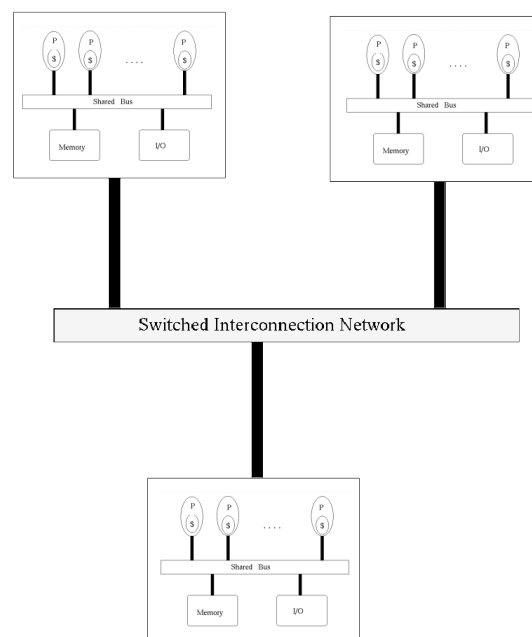 P P P
$ $ .... $
Shared Bus
Memory I/O
P P P
$ $ .... $
Shared Bus
Memory I/O
Switched Interconnection Network
P P P
$ $ .... $
Shared Bus
Memory I/O